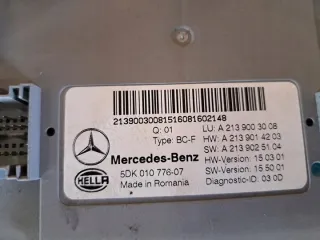 21390030081516081602148
Q: 01 LU: A 213 900 30 08
Type: BC-F HW: A 213 901 42 03
Mercedes-Benz SW: A 213 902 51 04
HELLA 5DK 010 776-07 HW-Version: 15 03 01
Made in Romania SW-Version: 15 50 01
Diagnostic-ID: 03 0D